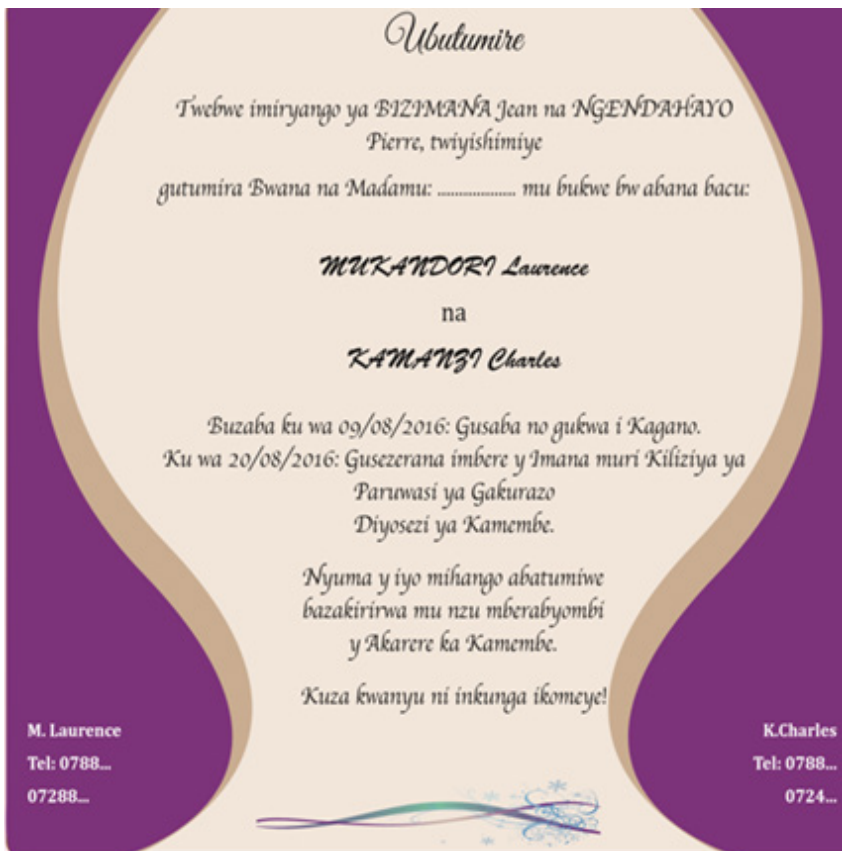 Ubutumire
Twebwe imiryango ya BIZIMANA Jean na NGENDAHAYO
Pierre, twiyishimiye
gutumira Bwana na Madamu: .................... mu bukwe bw abana bacu:
MUKANDORI Laurence
na
KAMANZI Charles
Buzaba ku wa 09/08/2016: Gusaba no gukwa i Kagano.
Ku wa 20/08/2016: Gusezerana imbere y Imana muri Kiliziya ya
Paruwasi ya Gakurazo
Diyosezi ya Kamembe.
Nyuma y iyo mihango abatumiwe
bazakirirwa mu nzu mberabyombi
y Akarere ka Kamembe.
Kuza kwanyu ni inkunga ikomeye!
M. Laurence
Tel: 0788...
07288...
K.Charles
Tel: 0788...
0724...